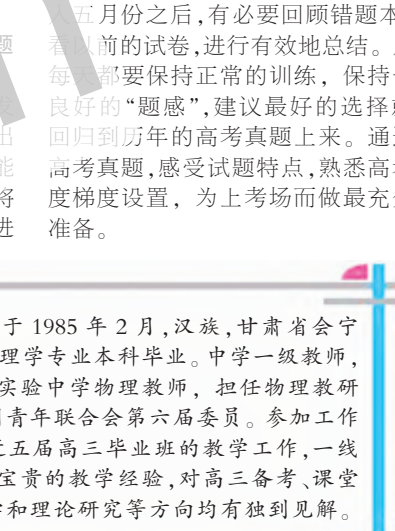 题
发
出
能
将
进
人五月份之后,有必要回顾错题本
看以前的试卷,进行有效地总结。
每天都要保持正常的训练,保持
良好的“题感”,建议最好的选择
回归到历年的高考真题上来。通
高考真题,感受试题特点,熟悉高
度梯度设置,为上考场而做最充
准备。
于 1985 年 2 月,汉族,甘肃省会宁
理学专业本科毕业。中学一级教师,
实验中学物理教师,担任物理教研
青年联合会第六届委员。参加工作
五届高三毕业班的教学工作,一线
宝贵的教学经验,对高三备考、课堂
和理论研究等方向均有独到见解。